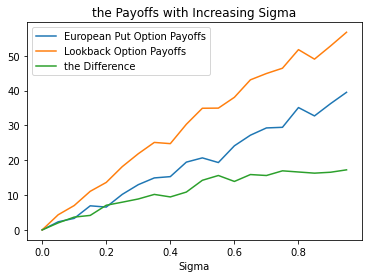 the Payoffs with Increasing Sigma
European Put Option Payoffs
Lookback Option Payoffs
the Difference
50
40
30
20
10
0
0.0 0.2 0.4 0.6 0.8
Sigma